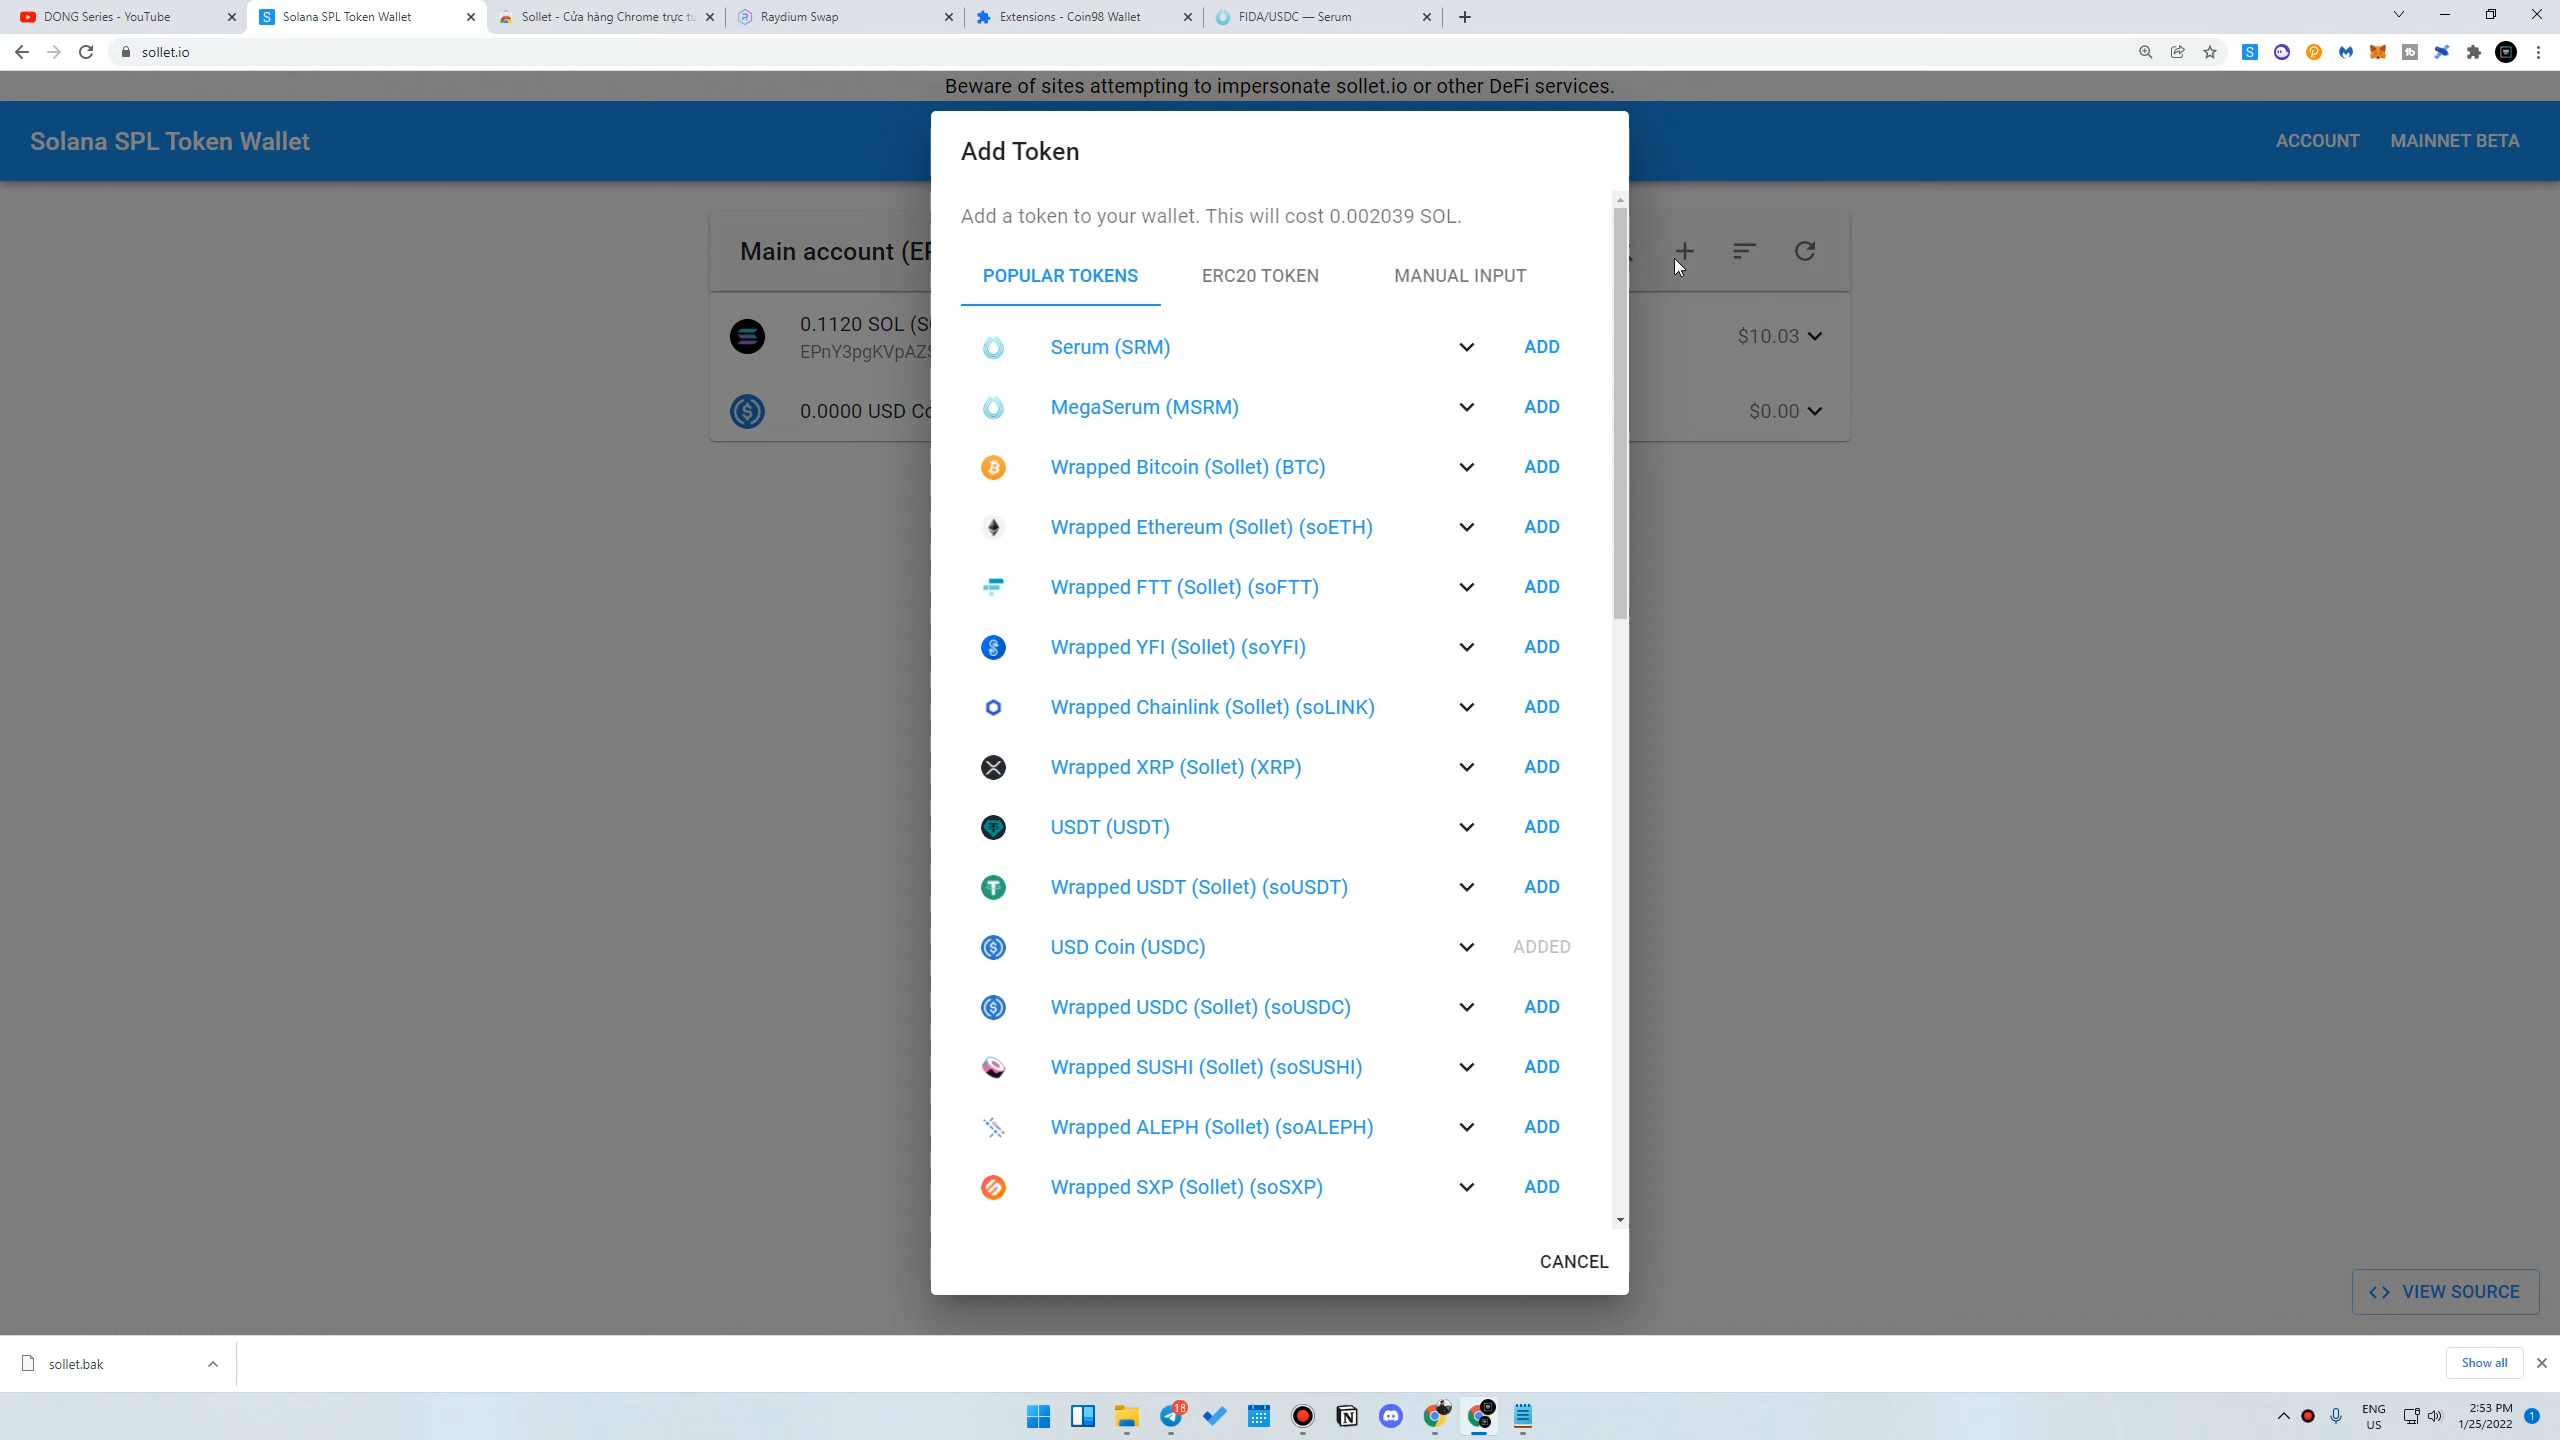 DONG Series - YouTube
Solana SPL Token Wallet
Sollet - Cửa hàng Chrome trực tu
Raydium Swap
Extensions - Coin98 Wallet
FIDA/USDC — Serum
sollet.io
Beware of sites attempting to impersonate sollet.io or other DeFi services.
Solana SPL Token Wallet
ACCOUNT
MAINNET BETA
Main account (EP
0.1120 SOL (SO
EPnY3pgKVpAZS
$10.03
0.0000 USD Co
$0.00
Add Token
Add a token to your wallet. This will cost 0.002039 SOL.
POPULAR TOKENS
ERC20 TOKEN
MANUAL INPUT
Serum (SRM)
ADD
MegaSerum (MSRM)
ADD
Wrapped Bitcoin (Sollet) (BTC)
ADD
Wrapped Ethereum (Sollet) (soETH)
ADD
Wrapped FTT (Sollet) (soFTT)
ADD
Wrapped YFI (Sollet) (soYFI)
ADD
Wrapped Chainlink (Sollet) (soLINK)
ADD
Wrapped XRP (Sollet) (XRP)
ADD
USDT (USDT)
ADD
Wrapped USDT (Sollet) (soUSDT)
ADD
USD Coin (USDC)
ADDED
Wrapped USDC (Sollet) (soUSDC)
ADD
Wrapped SUSHI (Sollet) (soSUSHI)
ADD
Wrapped ALEPH (Sollet) (soALEPH)
ADD
Wrapped SXP (Sollet) (soSXP)
ADD
CANCEL
<> VIEW SOURCE
sollet.bak
Show all
18
ENG
US
2:53 PM
1/25/2022
1